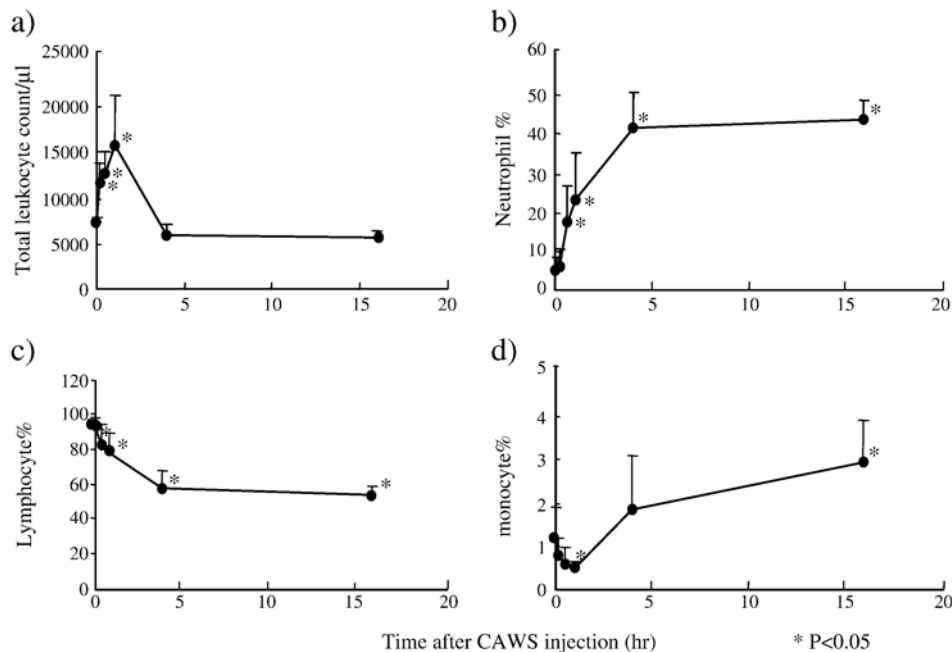 a)
Total leukocyte count/µl
25000
20000
15000
10000
5000
0
*
*
*
0 5 10 15 20
b)
Neutrophil %
60
50
40
30
20
10
0
*
*
*
*
0 5 10 15 20
c)
Lymphocyte%
120
100
80
60
40
20
0
*
*
*
*
0 5 10 15 20
d)
monocyte%
5
4
3
2
1
0
*
*
0 5 10 15 20
Time after CAWS injection (hr)
* P<0.05